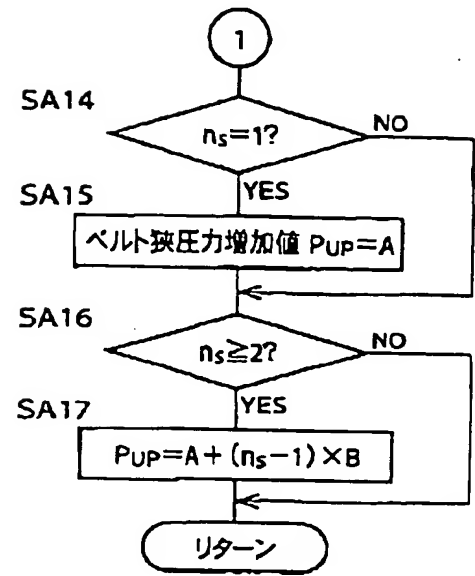 1
SA14
nS=1?
NO
SA15
YES
ベルト狭圧力増加値 PUP=A
SA16
nS≧2?
NO
SA17
YES
PUP=A+(nS-1)×B
リターン